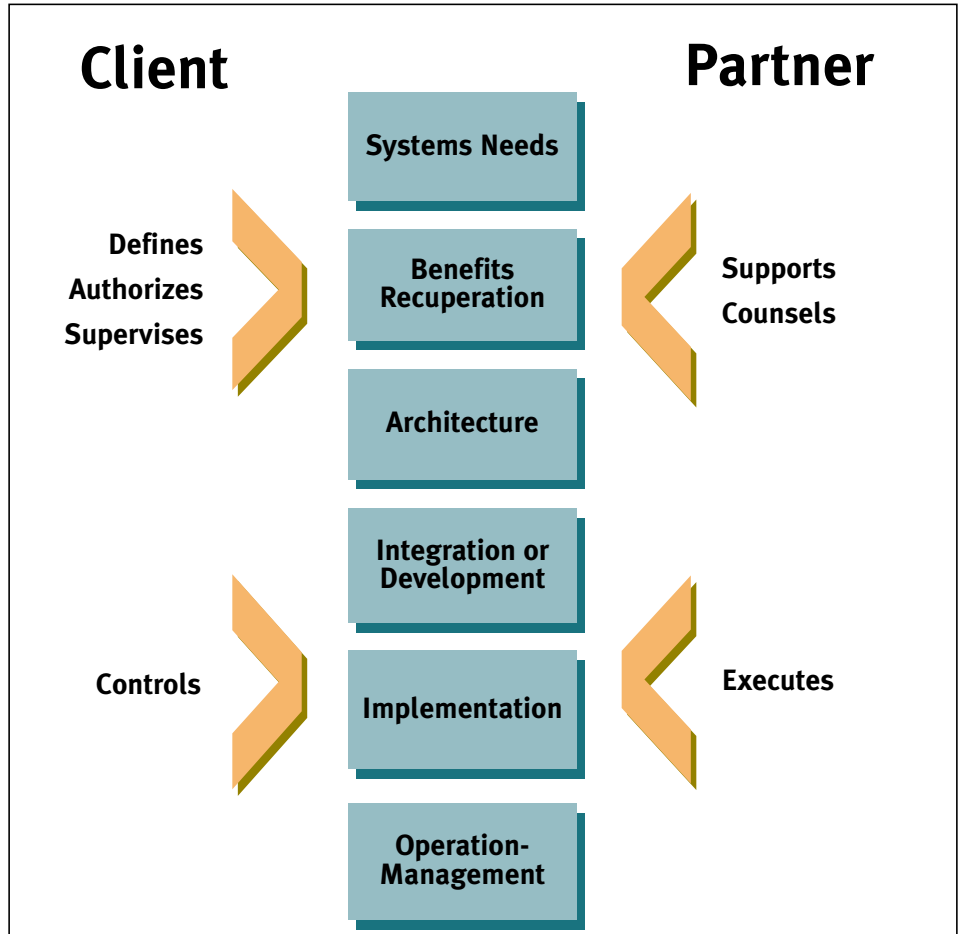 Client
Partner
Systems Needs
Defines
Authorizes
Supervises
Benefits
Recuperation
Supports
Counsels
Architecture
Integration or
Development
Controls
Implementation
Executes
Operation-
Management